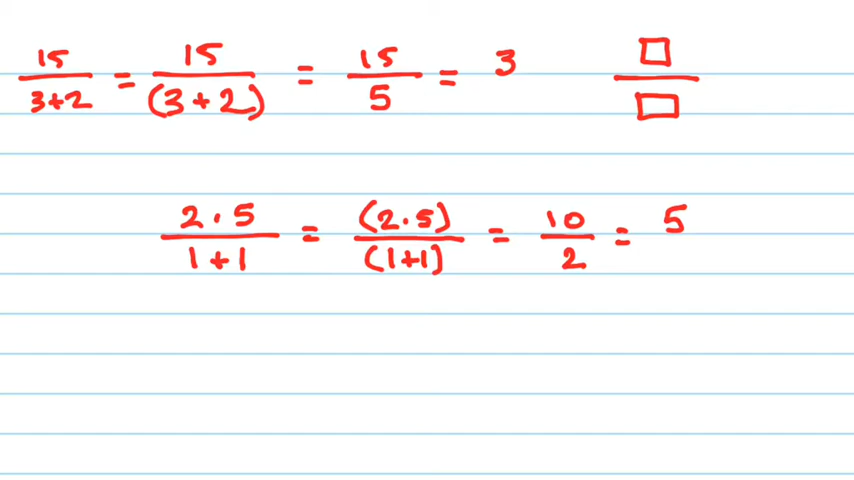 15/(3+2) = 15/((3+2)) = 15/5 = 3 □/□
2·5/(1+1) = (2·5)/((1+1)) = 10/2 = 5